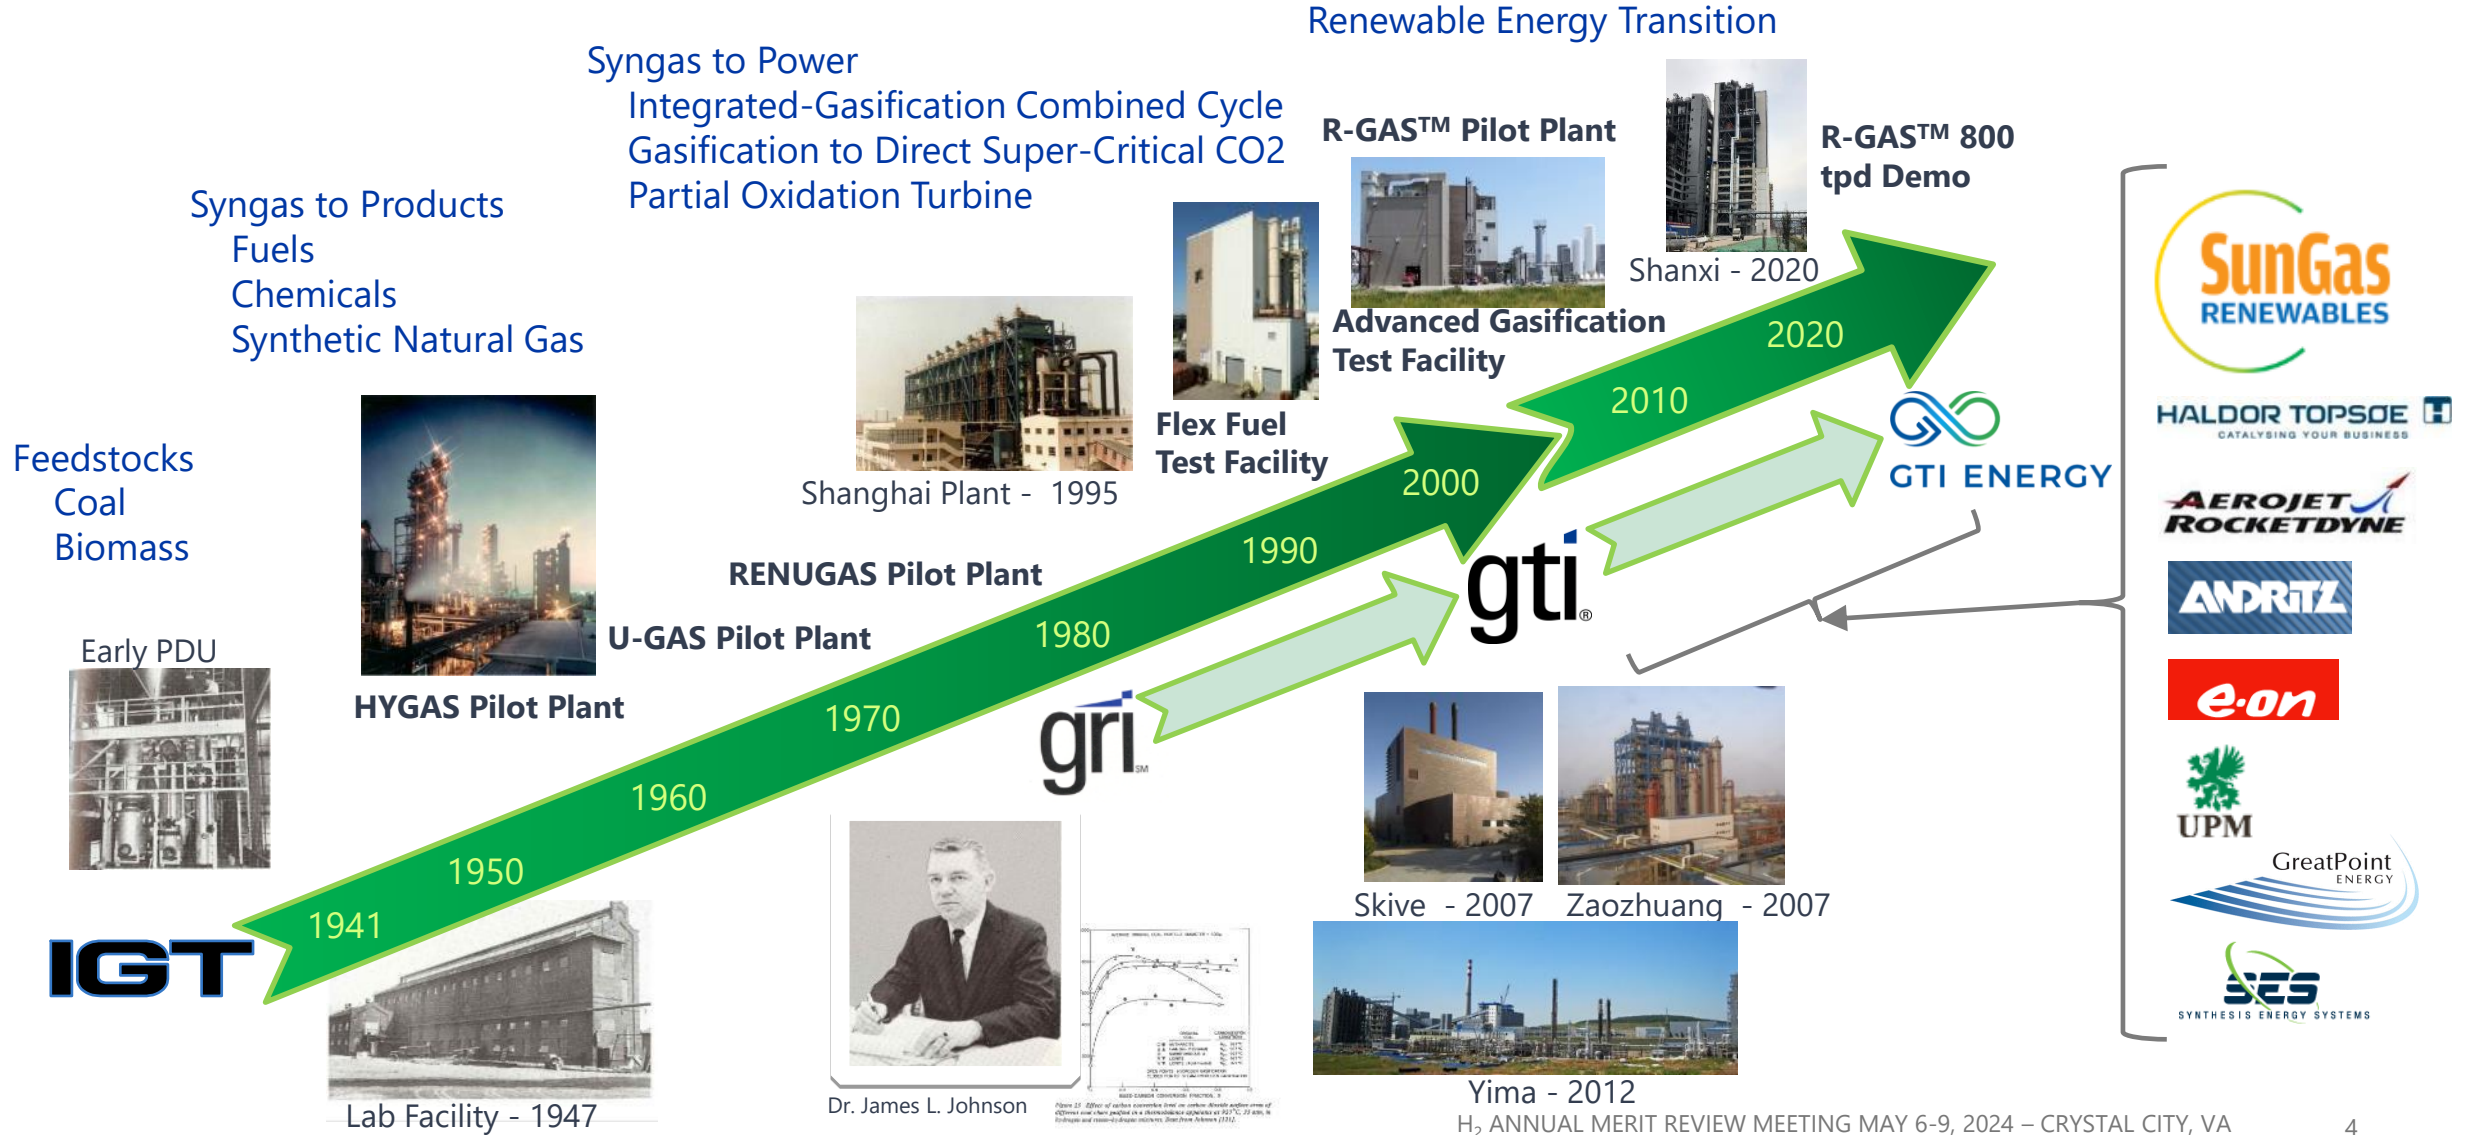 Renewable Energy Transition
Syngas to Power
Integrated-Gasification Combined Cycle
Gasification to Direct Super-Critical CO2
Partial Oxidation Turbine
Syngas to Products
Fuels
Chemicals
Synthetic Natural Gas
Feedstocks
Coal
Biomass
R-GAS™ Pilot Plant
R-GAS™ 800
tpd Demo
Shanxi - 2020
Advanced Gasification
Test Facility
Flex Fuel
Test Facility
Shanghai Plant - 1995
RENUGAS Pilot Plant
U-GAS Pilot Plant
HYGAS Pilot Plant
Early PDU
IGT
1941
1950
1960
1970
1980
1990
2000
2010
2020
gri SM
gti ®
GTI ENERGY
Lab Facility - 1947
Dr. James L. Johnson
Skive - 2007
Zaozhuang - 2007
Yima - 2012
SunGas
RENEWABLES
HALDOR TOPSØE H
CATALYSING YOUR BUSINESS
AEROJET
ROCKETDYNE
ANDRITZ
e·on
UPM
GreatPoint
ENERGY
SES
SYNTHESIS ENERGY SYSTEMS
H₂ ANNUAL MERIT REVIEW MEETING MAY 6-9, 2024 – CRYSTAL CITY, VA
4